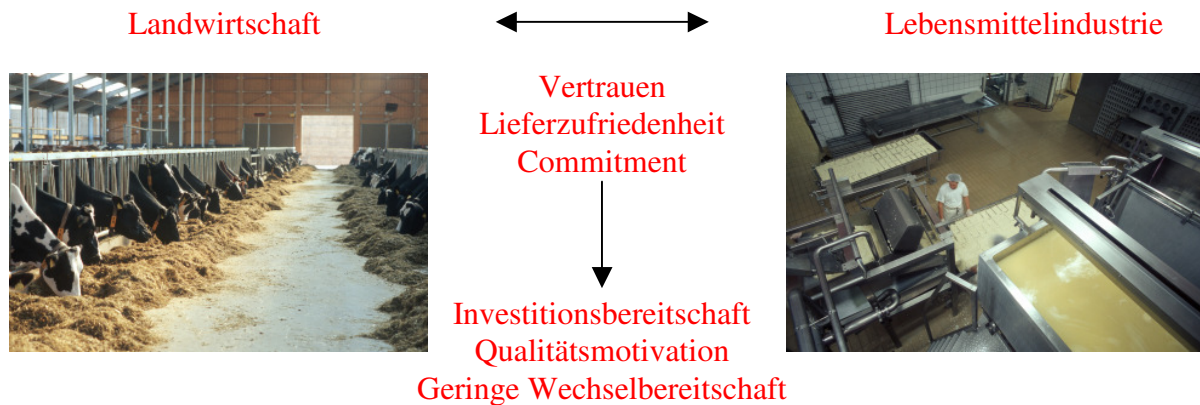 Landwirtschaft
Lebensmittelindustrie
Vertrauen
Lieferzufriedenheit
Commitment
Investitionsbereitschaft
Qualitätsmotivation
Geringe Wechselbereitschaft